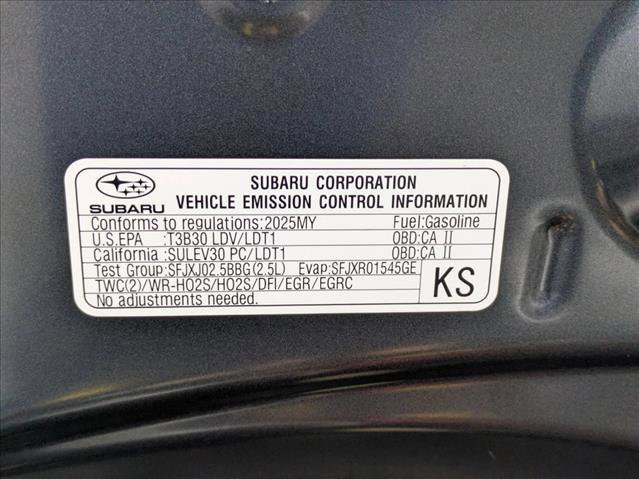 SUBARU
SUBARU CORPORATION
VEHICLE EMISSION CONTROL INFORMATION
Conforms to regulations:2025MY Fuel:Gasoline
U.S.EPA :T3B30 LDV/LDT1 OBD:CA II
California :SULEV30 PC/LDT1 OBD:CA II
Test Group:SFJXJ02.5BBG(2.5L) Evap:SFJXR01545GE
TWC(2)/WR-HO2S/HO2S/DFI/EGR/EGRC
No adjustments needed.
KS